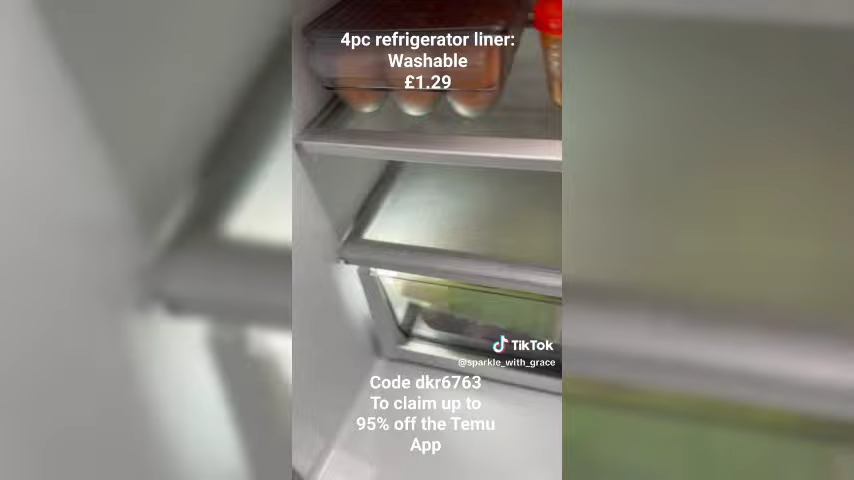 4pc refrigerator liner:
Washable
£1.29
TikTok
@sparkle_with_grace
Code dkr6763
To claim up to
95% off the Temu
App